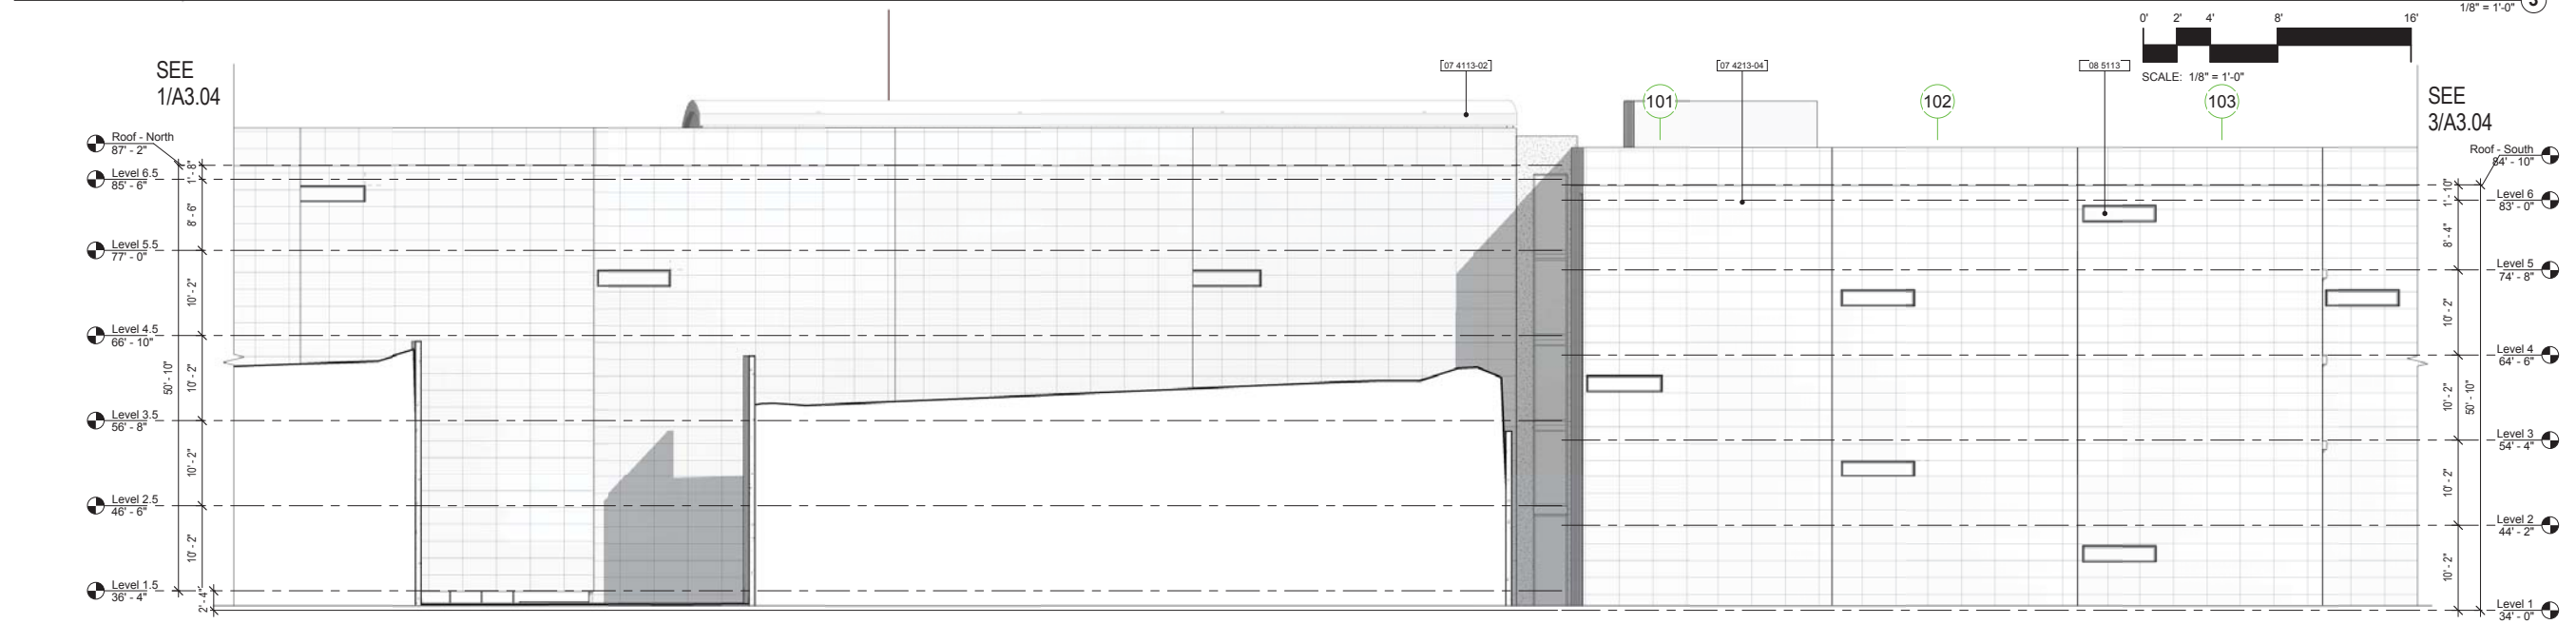 1/8" = 1'-0"
3
0' 2' 4' 8' 16'
SCALE: 1/8" = 1'-0"
SEE
1/A3.04
07 4113-02
07 4213-04
08 5113
101
102
103
SEE
3/A3.04
Roof - North
87' - 2"
Level 6.5
85' - 6"
Level 5.5
77' - 0"
Level 4.5
66' - 10"
Level 3.5
56' - 8"
Level 2.5
46' - 6"
Level 1.5
36' - 4"
1' - 8"
8' - 6"
10' - 2"
10' - 2"
10' - 2"
10' - 2"
50' - 10"
2' - 4"
Roof - South
84' - 10"
Level 6
83' - 0"
Level 5
74' - 8"
Level 4
64' - 6"
Level 3
54' - 4"
Level 2
44' - 2"
Level 1
34' - 0"
1' - 10"
8' - 4"
10' - 2"
10' - 2"
10' - 2"
10' - 2"
50' - 10"